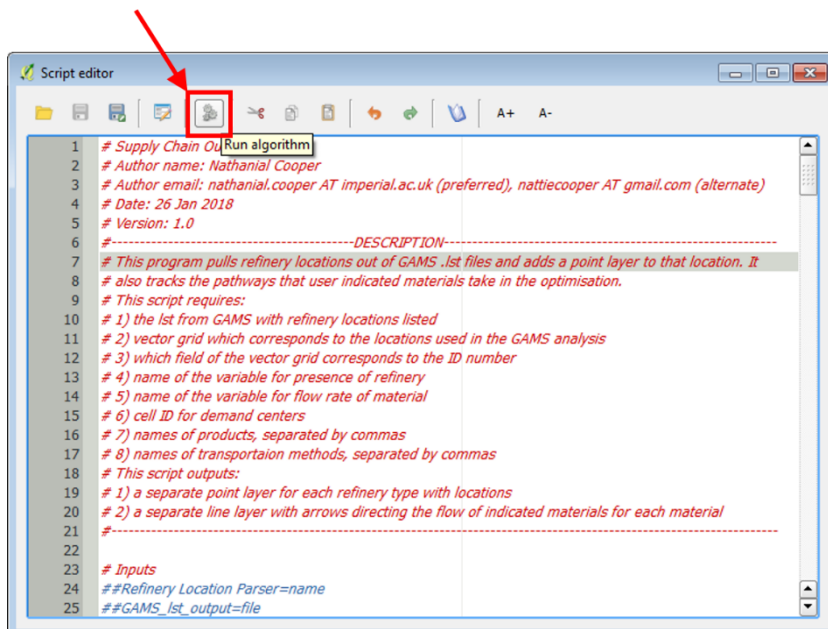 Script editor
A+ A-
Run algorithm
1 # Supply Chain Ou
2 # Author name: Nathanial Cooper
3 # Author email: nathanial.cooper AT imperial.ac.uk (preferred), nattiecooper AT gmail.com (alternate)
4 # Date: 26 Jan 2018
5 # Version: 1.0
6 #------------------------------------------DESCRIPTION----------------------------------------------------------
7 # This program pulls refinery locations out of GAMS .lst files and adds a point layer to that location. It
8 # also tracks the pathways that user indicated materials take in the optimisation.
9 # This script requires:
10 # 1) the lst from GAMS with refinery locations listed
11 # 2) vector grid which corresponds to the locations used in the GAMS analysis
12 # 3) which field of the vector grid corresponds to the ID number
13 # 4) name of the variable for presence of refinery
14 # 5) name of the variable for flow rate of material
15 # 6) cell ID for demand centers
16 # 7) names of products, separated by commas
17 # 8) names of transportaion methods, separated by commas
18 # This script outputs:
19 # 1) a separate point layer for each refinery type with locations
20 # 2) a separate line layer with arrows directing the flow of indicated materials for each material
21 #--------------------------------------------------------------------------------------------------------------------
22
23 # Inputs
24 ##Refinery Location Parser=name
25 ##GAMS_lst_output=file